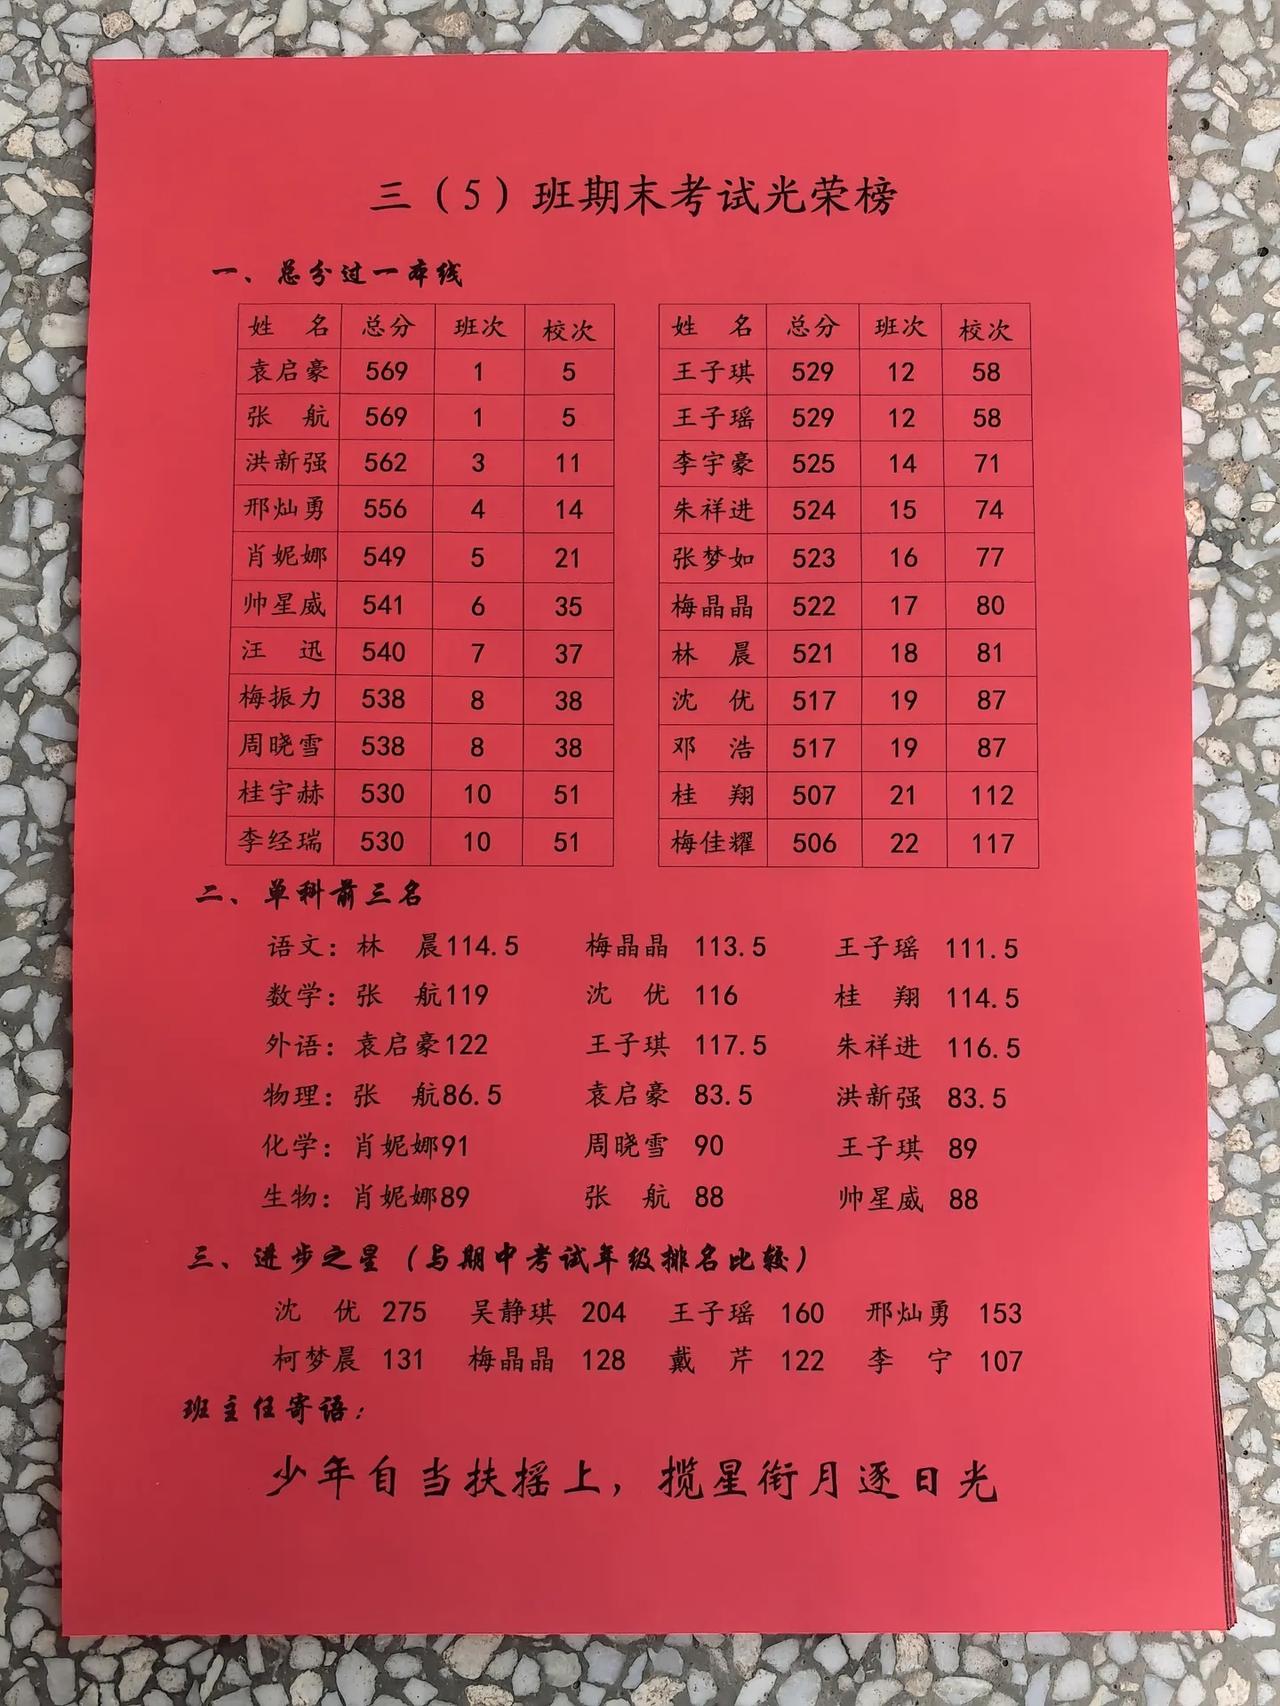 三（5）班期末考试光荣榜
一、总分过一本线
姓 名 总分 班次 校次
袁启豪 569 1 5
张 航 569 1 5
洪新强 562 3 11
邢灿勇 556 4 14
肖妮娜 549 5 21
帅星威 541 6 35
汪 迅 540 7 37
梅振力 538 8 38
周晓雪 538 8 38
桂宇赫 530 10 51
李经瑞 530 10 51
姓 名 总分 班次 校次
王子琪 529 12 58
王子瑶 529 12 58
李宇豪 525 14 71
朱祥进 524 15 74
张梦如 523 16 77
梅晶晶 522 17 80
林 晨 521 18 81
沈 优 517 19 87
邓 浩 517 19 87
桂 翔 507 21 112
梅佳耀 506 22 117
二、单科前三名
语文：林 晨114.5 梅晶晶 113.5 王子瑶 111.5
数学：张 航119 沈 优 116 桂 翔 114.5
外语：袁启豪122 王子琪 117.5 朱祥进 116.5
物理：张 航86.5 袁启豪 83.5 洪新强 83.5
化学：肖妮娜91 周晓雪 90 王子琪 89
生物：肖妮娜89 张 航 88 帅星威 88
三、进步之星（与期中考试年级排名比较）
沈 优 275 吴静琪 204 王子瑶 160 邢灿勇 153
柯梦晨 131 梅晶晶 128 戴 芹 122 李 宁 107
班主任寄语：
少年自当扶摇上，揽星衔月逐日光